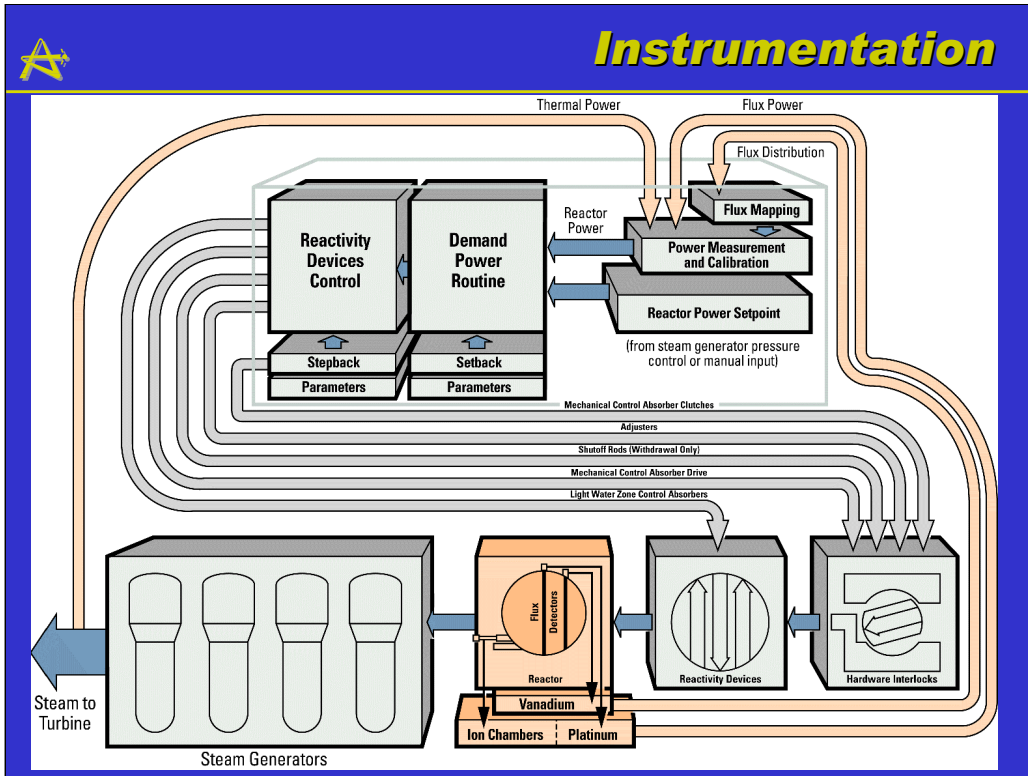 Instrumentation
Thermal Power
Flux Power
Flux Distribution
Flux Mapping
Reactivity
Devices
Control
Demand
Power
Routine
Reactor
Power
Power Measurement
and Calibration
Reactor Power Setpoint
(from steam generator pressure
control or manual input)
Stepback
Parameters
Setback
Parameters
Mechanical Control Absorber Clutches
Adjusters
Shutoff Rods (Withdrawal Only)
Mechanical Control Absorber Drive
Light Water Zone Control Absorbers
Flux
Detectors
Reactor
Reactivity Devices
Hardware Interlocks
Vanadium
Ion Chambers
Platinum
Steam to
Turbine
Steam Generators